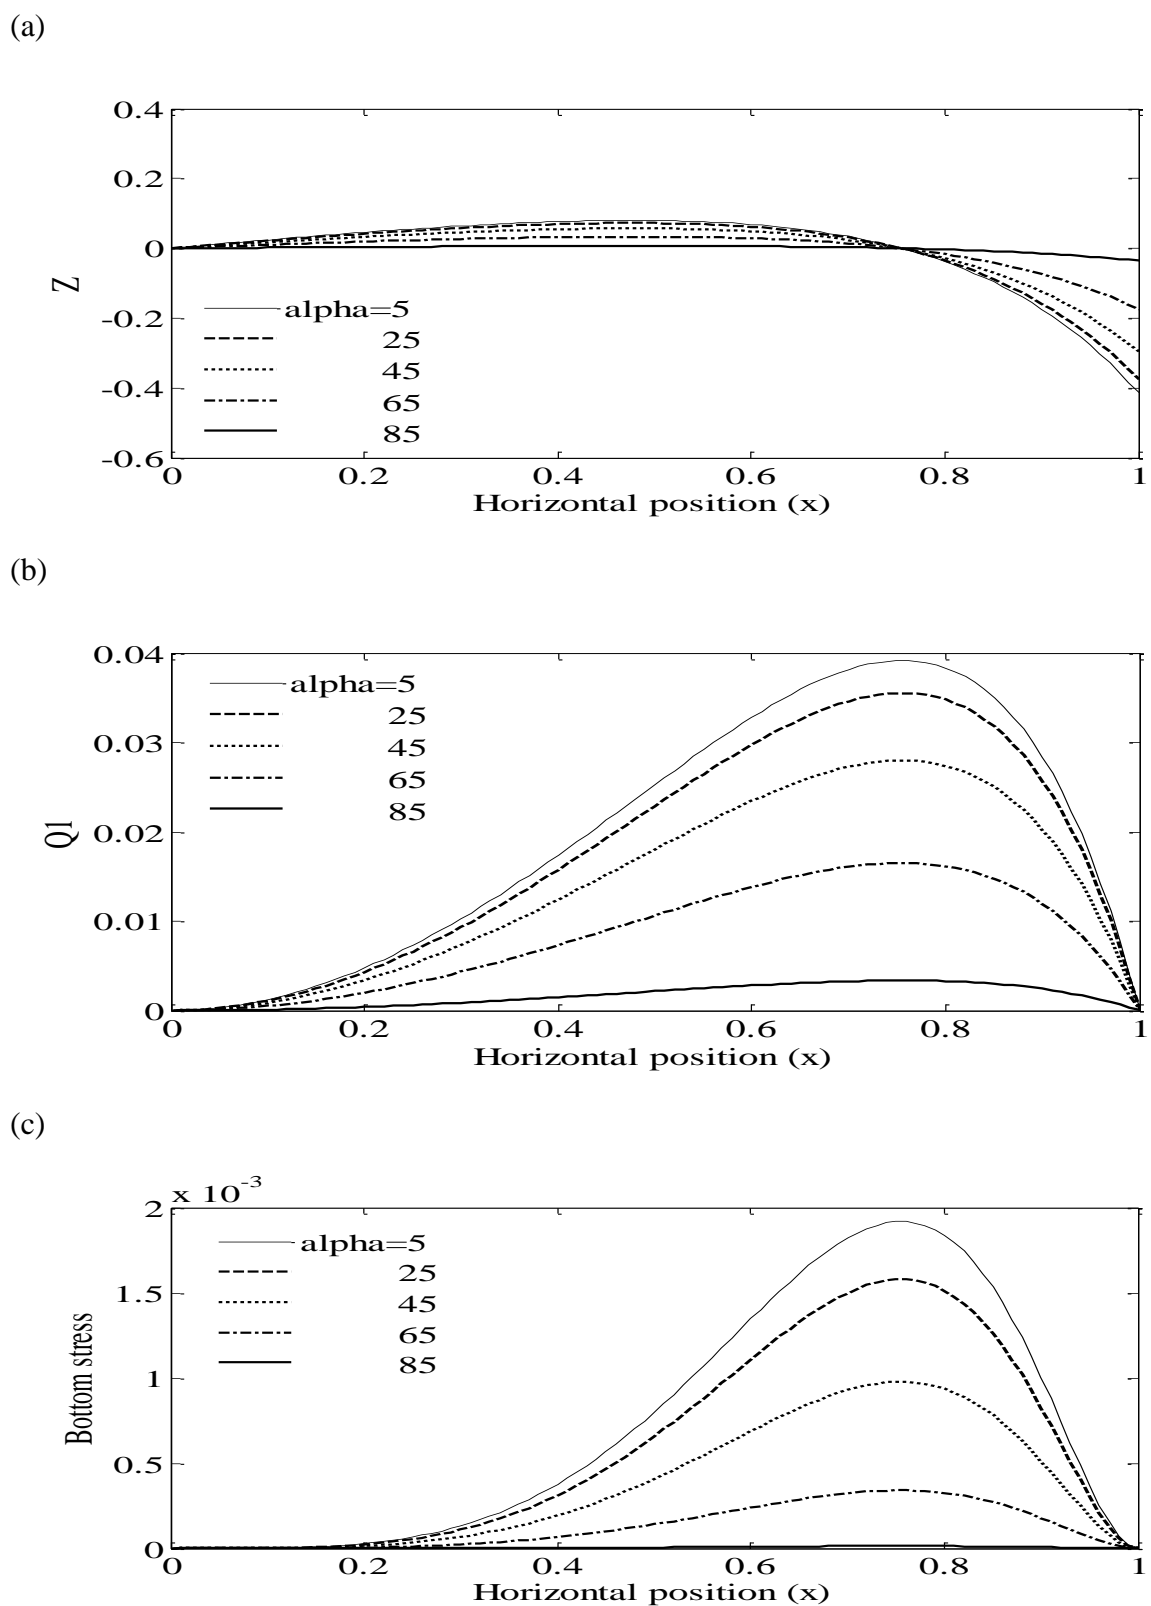 (a)
0.4
0.2
0
-0.2
-0.4
-0.6
Z
alpha=5
25
45
65
85
0 0.2 0.4 0.6 0.8 1
Horizontal position (x)
(b)
0.04
0.03
0.02
0.01
0
Q1
alpha=5
25
45
65
85
0 0.2 0.4 0.6 0.8 1
Horizontal position (x)
(c)
x 10^-3
2
1.5
1
0.5
0
Bottom stress
alpha=5
25
45
65
85
0 0.2 0.4 0.6 0.8 1
Horizontal position (x)